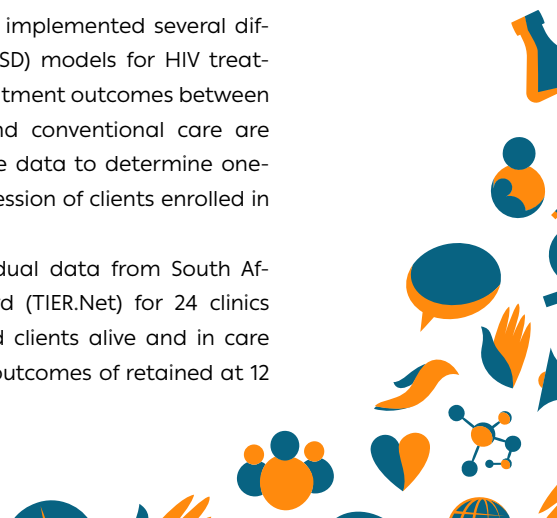 implemented several dif-
SD) models for HIV treat-
tment outcomes between
nd conventional care are
e data to determine one-
ession of clients enrolled in
dual data from South Af-
rd (TIER.Net) for 24 clinics
d clients alive and in care
outcomes of retained at 12